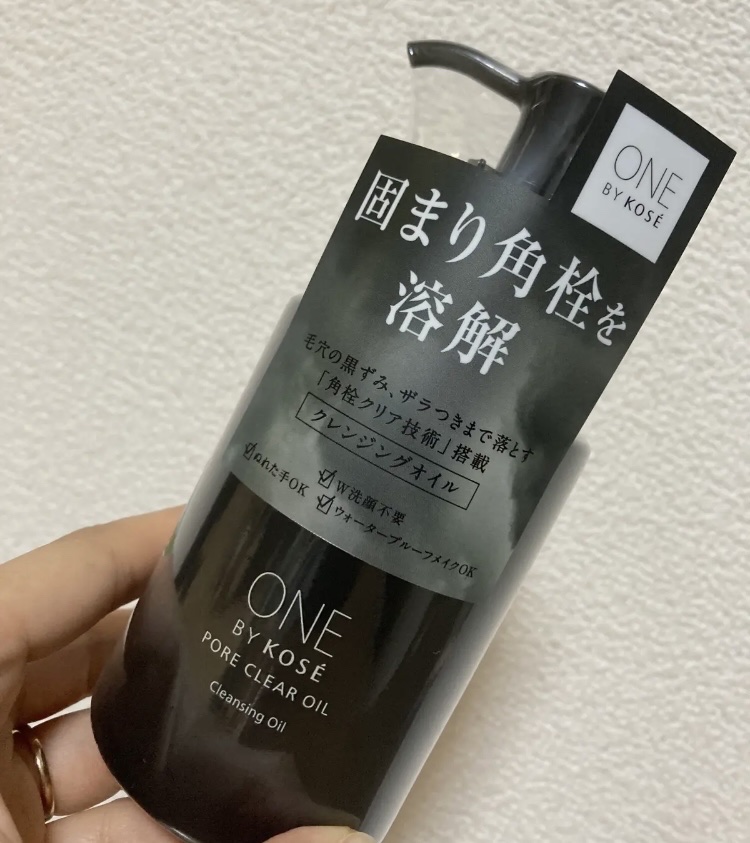 ONE
BY KOSÉ
固まり角栓を
溶解
毛穴の黒ずみ、ザラつきまで落とす
「角栓クリア技術」搭載
クレンジングオイル
ぬれた手OK
W洗顔不要
ウォータープルーフメイクOK
ONE
BY KOSÉ
PORE CLEAR OIL
Cleansing Oil